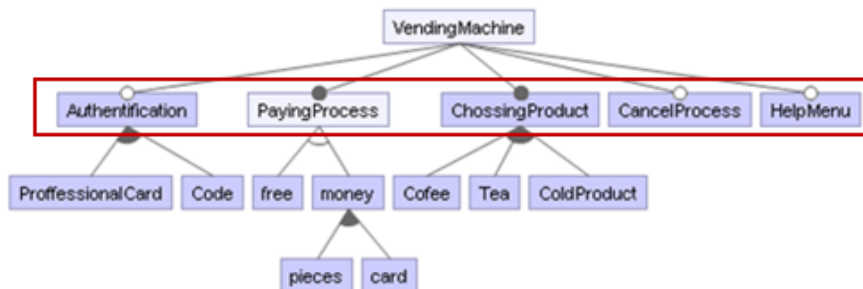 VendingMachine
Authentification PayingProcess ChossingProduct CancelProcess HelpMenu
ProffessionalCard Code free money Cofee Tea ColdProduct
pieces card